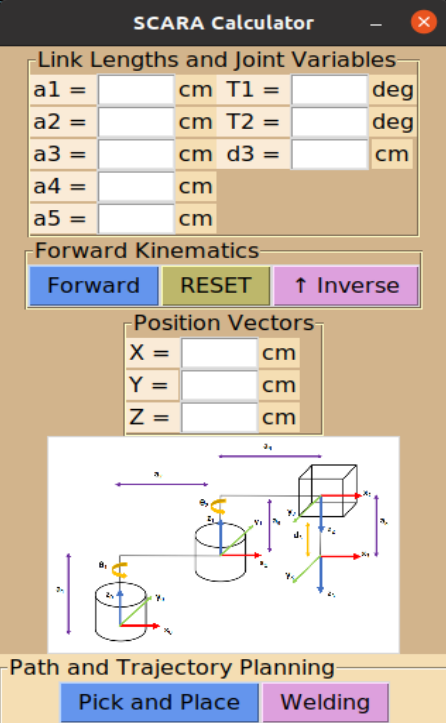 SCARA Calculator
Link Lengths and Joint Variables
a1 = cm T1 = deg
a2 = cm T2 = deg
a3 = cm d3 = cm
a4 = cm
a5 = cm
Forward Kinematics
Forward RESET ↑ Inverse
Position Vectors
X = cm
Y = cm
Z = cm
Path and Trajectory Planning
Pick and Place Welding